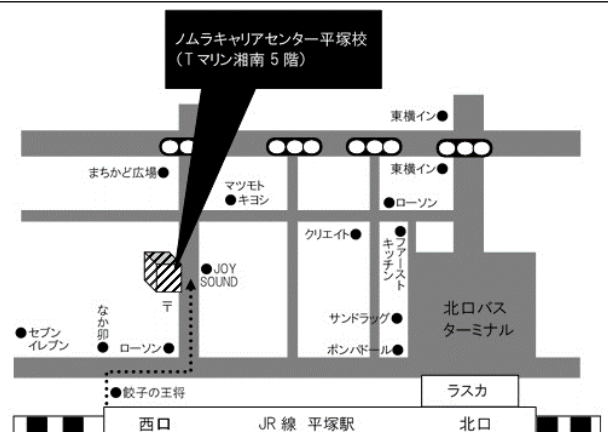 ノムラキャリアセンター平塚校
(Tマリン湘南5階)
東横イン
まちかど広場
東横イン
マツモト
キヨシ
ローソン
クリエイト
ファースト
キッチン
JOY
SOUND
〒
北口バス
ターミナル
なか卯
サンドラッグ
セブン
イレブン
ローソン
ポンパドール
餃子の王将
ラスカ
西口
JR線 平塚駅
北口